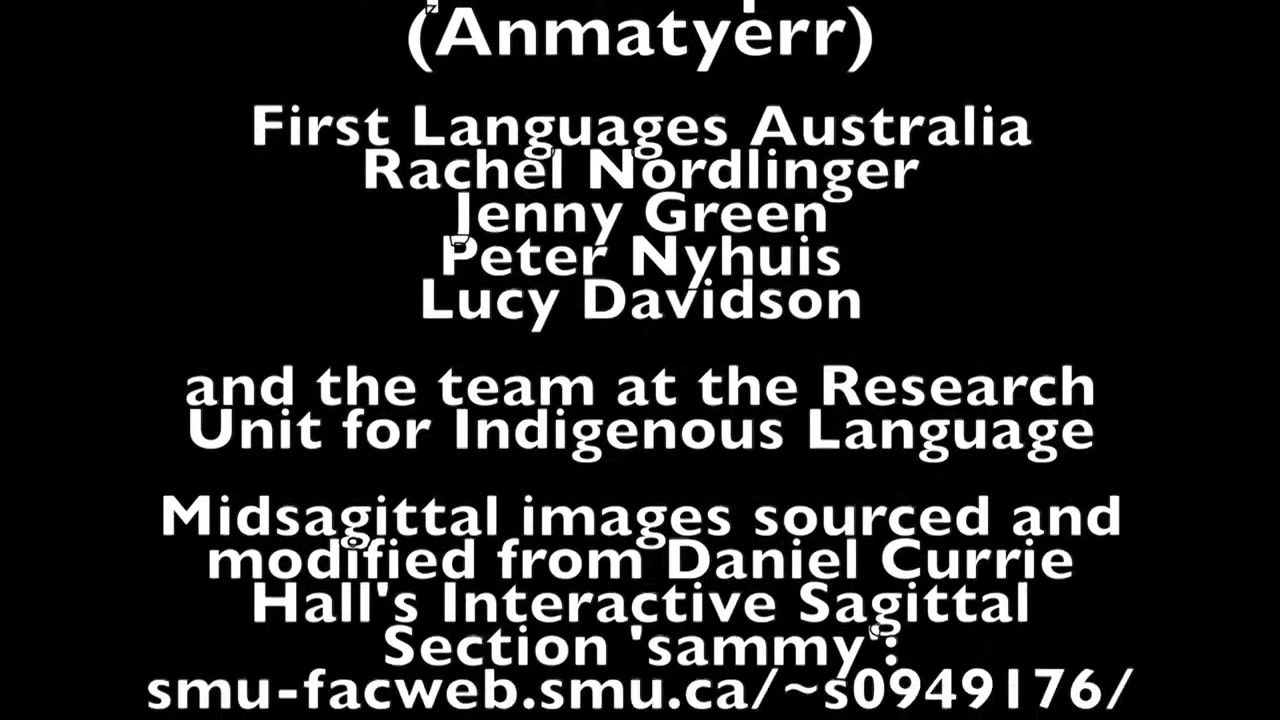 (Anmatyerr)
First Languages Australia
Rachel Nordlinger
Jenny Green
Peter Nyhuis
Lucy Davidson
and the team at the Research
Unit for Indigenous Language
Midsagittal images sourced and
modified from Daniel Currie
Hall's Interactive Sagittal
Section 'sammy':
smu-facweb.smu.ca/~s0949176/